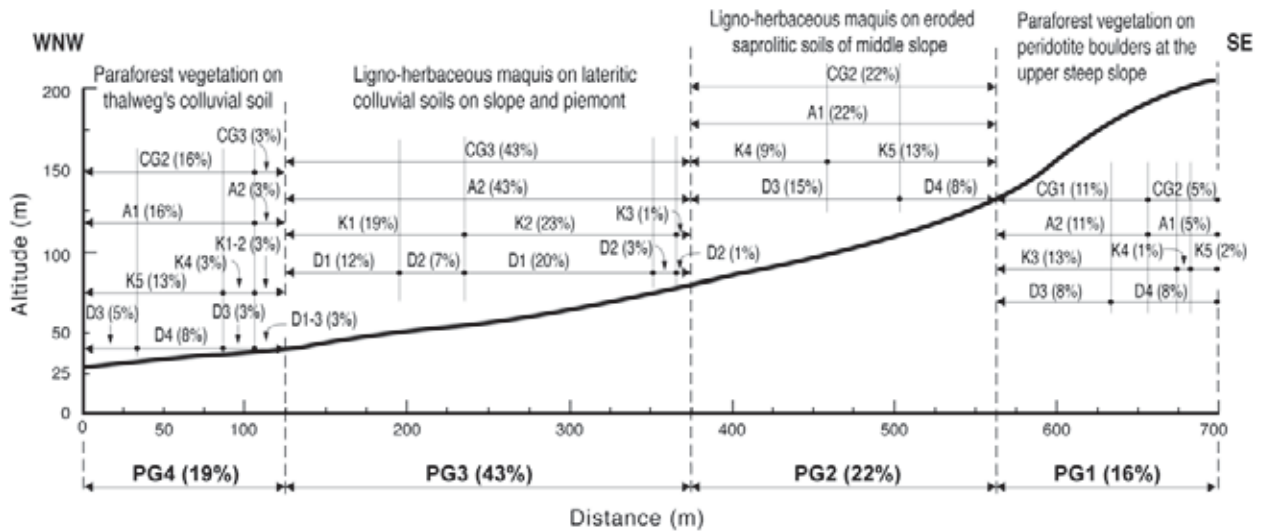 WNW
SE
Paraforest vegetation on
thalweg's colluvial soil
Ligno-herbaceous maquis on lateritic
colluvial soils on slope and piemont
Ligno-herbaceous maquis on eroded
saprolitic soils of middle slope
Paraforest vegetation on
peridotite boulders at the
upper steep slope
Altitude (m)
200
150
100
50
25
0
CG3 (3%)
CG2 (16%)
A2 (3%)
A1 (16%)
K1-2 (3%)
K4 (3%)
K5 (13%)
D3 (5%)
D3 (3%)
D4 (8%)
D1-3 (3%)
CG3 (43%)
A2 (43%)
K1 (19%)
K2 (23%)
K3 (1%)
D1 (12%)
D2 (7%)
D1 (20%)
D2 (3%)
D2 (1%)
CG2 (22%)
A1 (22%)
K4 (9%)
K5 (13%)
D3 (15%)
D4 (8%)
CG1 (11%)
CG2 (5%)
A2 (11%)
A1 (5%)
K3 (13%)
K4 (1%)
K5 (2%)
D3 (8%)
D4 (8%)
0 50 100 200 300 400 500 600 700
PG4 (19%)
PG3 (43%)
PG2 (22%)
PG1 (16%)
Distance (m)